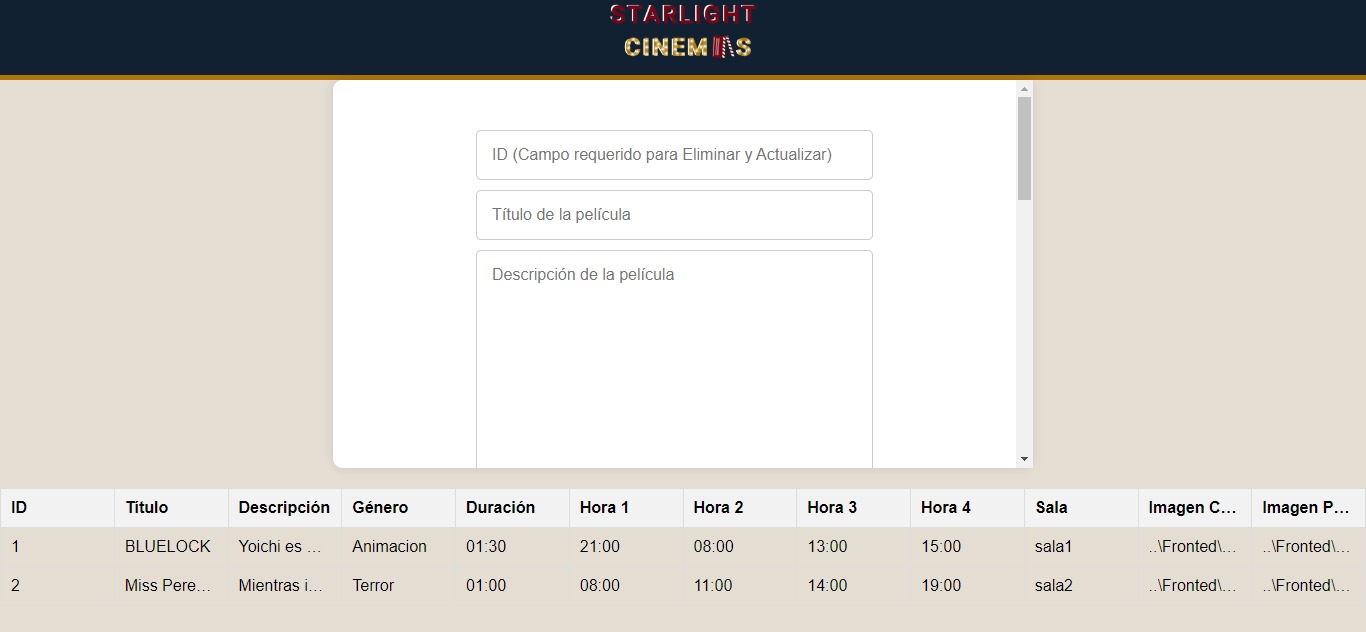 STARLIGHT
CINEMAS
ID (Campo requerido para Eliminar y Actualizar)
Título de la película
Descripción de la película
ID Título Descripción Género Duración Hora 1 Hora 2 Hora 3 Hora 4 Sala Imagen C... Imagen P...
1 BLUELOCK Yoichi es ... Animacion 01:30 21:00 08:00 13:00 15:00 sala1 ..\Fronted\... ..\Fronted\...
2 Miss Pere... Mientras i... Terror 01:00 08:00 11:00 14:00 19:00 sala2 ..\Fronted\... ..\Fronted\...